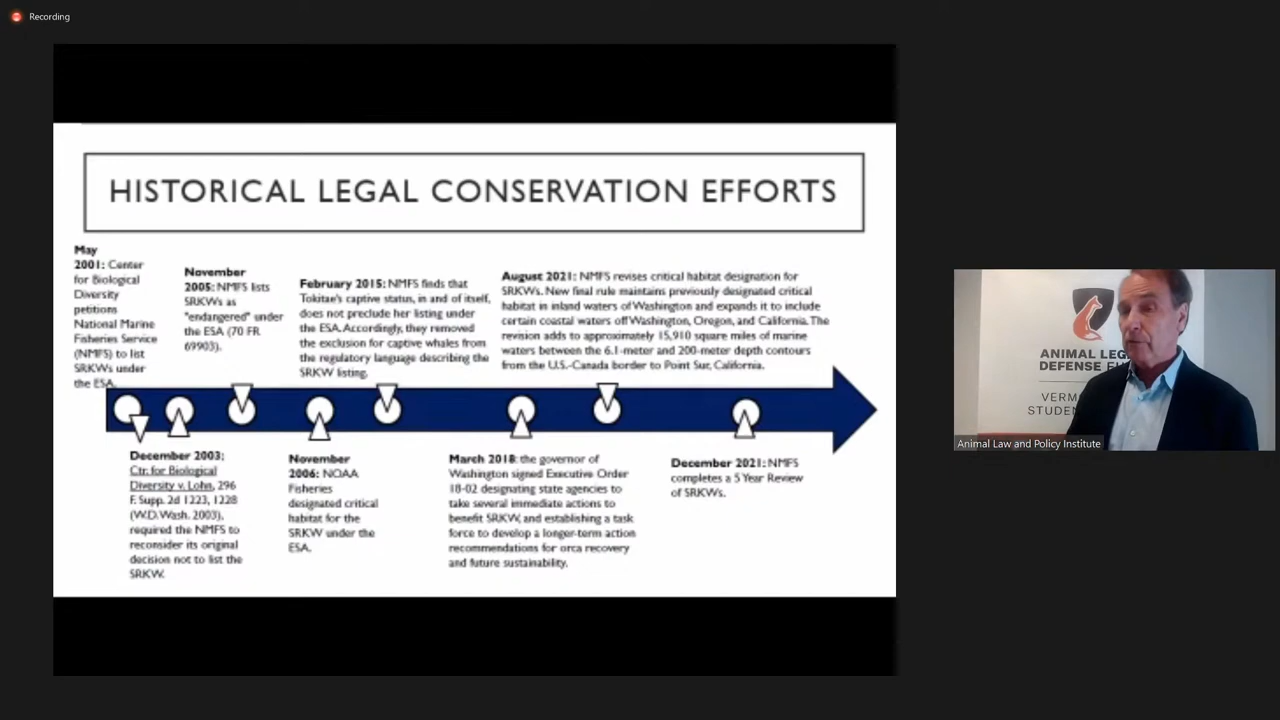 Recording
HISTORICAL LEGAL CONSERVATION EFFORTS
May
2001: Center
for Biological
Diversity
petitions
National Marine
Fisheries Service
(NMFS) to list
SRKWs under
the ESA.
November
2005: NMFS lists
SRKWs as
"endangered" under
the ESA (70 FR
69903).
February 2015: NMFS finds that
Tokitae's captive status, in and of itself,
does not preclude her listing under
the ESA. Accordingly, they removed
the exclusion for captive whales from
the regulatory language describing the
SRKW listing.
August 2021: NMFS revises critical habitat designation for
SRKWs. New final rule maintains previously designated critical
habitat in inland waters of Washington and expands it to include
certain coastal waters off Washington, Oregon, and California. The
revision adds to approximately 15,910 square miles of marine
waters between the 6.1-meter and 200-meter depth contours
from the U.S.-Canada border to Point Sur, California.
December 2003:
Ctr. for Biological
Diversity v. Lohn, 296
F. Supp. 2d 1223, 1228
(W.D. Wash. 2003),
required the NMFS to
reconsider its original
decision not to list the
SRKW.
November
2006: NOAA
Fisheries
designated critical
habitat for the
SRKW under the
ESA.
March 2018: the governor of
Washington signed Executive Order
18-02 designating state agencies to
take several immediate actions to
benefit SRKW, and establishing a task
force to develop a longer-term action
recommendations for orca recovery
and future sustainability.
December 2021: NMFS
completes a 5 Year Review
of SRKWs.
ANIMAL LEG
DEFENSE F
VERM
STUDEN
Animal Law and Policy Institute